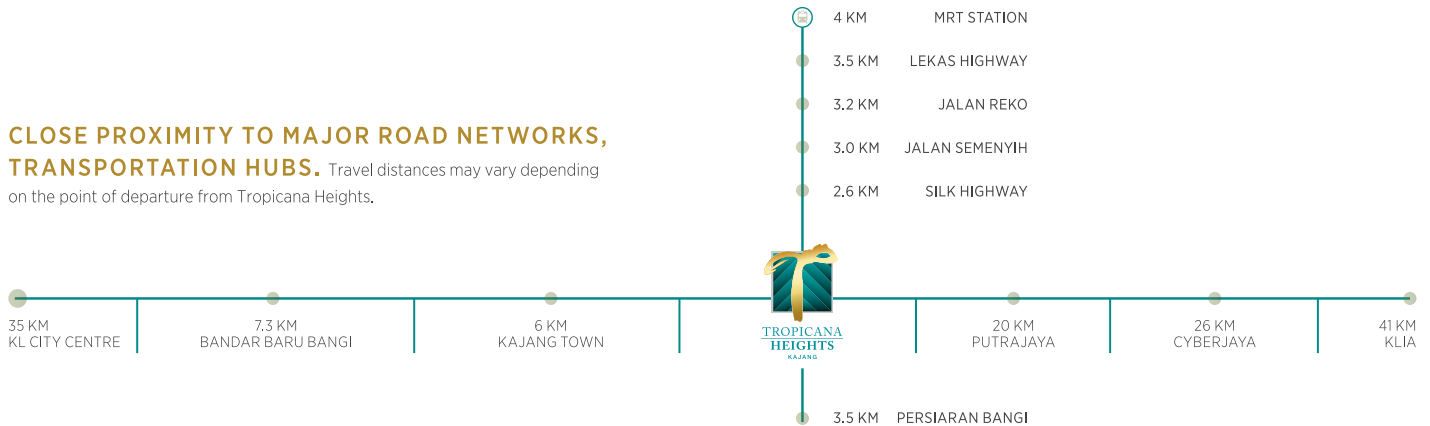 4 KM MRT STATION
3.5 KM LEKAS HIGHWAY
3.2 KM JALAN REKO
3.0 KM JALAN SEMENYIH
2.6 KM SILK HIGHWAY
CLOSE PROXIMITY TO MAJOR ROAD NETWORKS,
TRANSPORTATION HUBS. Travel distances may vary depending
on the point of departure from Tropicana Heights.
35 KM
KL CITY CENTRE
7.3 KM
BANDAR BARU BANGI
6 KM
KAJANG TOWN
TROPICANA
HEIGHTS
KAJANG
20 KM
PUTRAJAYA
26 KM
CYBERJAYA
41 KM
KLIA
3.5 KM PERSIARAN BANGI